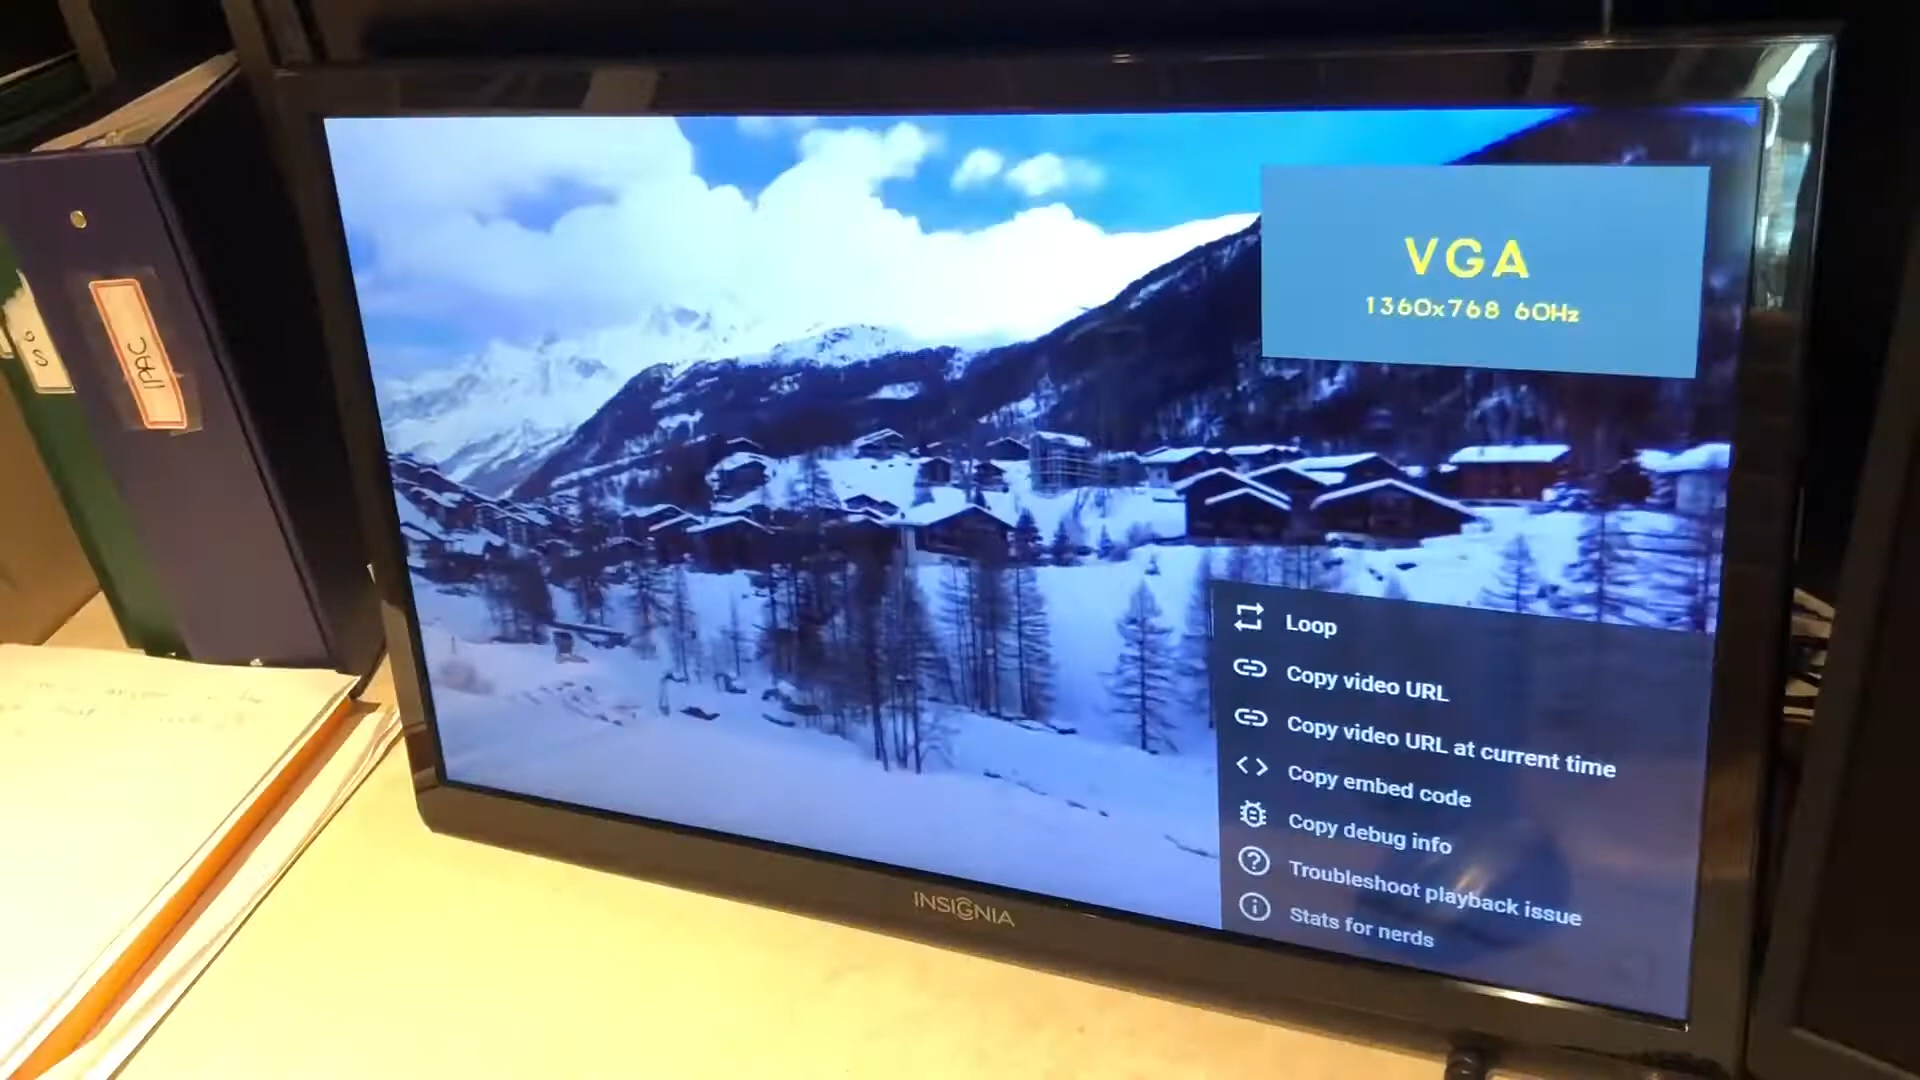 VGA
1360x768 60Hz
Loop
Copy video URL
Copy video URL at current time
Copy embed code
Copy debug info
Troubleshoot playback issue
Stats for nerds
INSIGNIA
IPAC